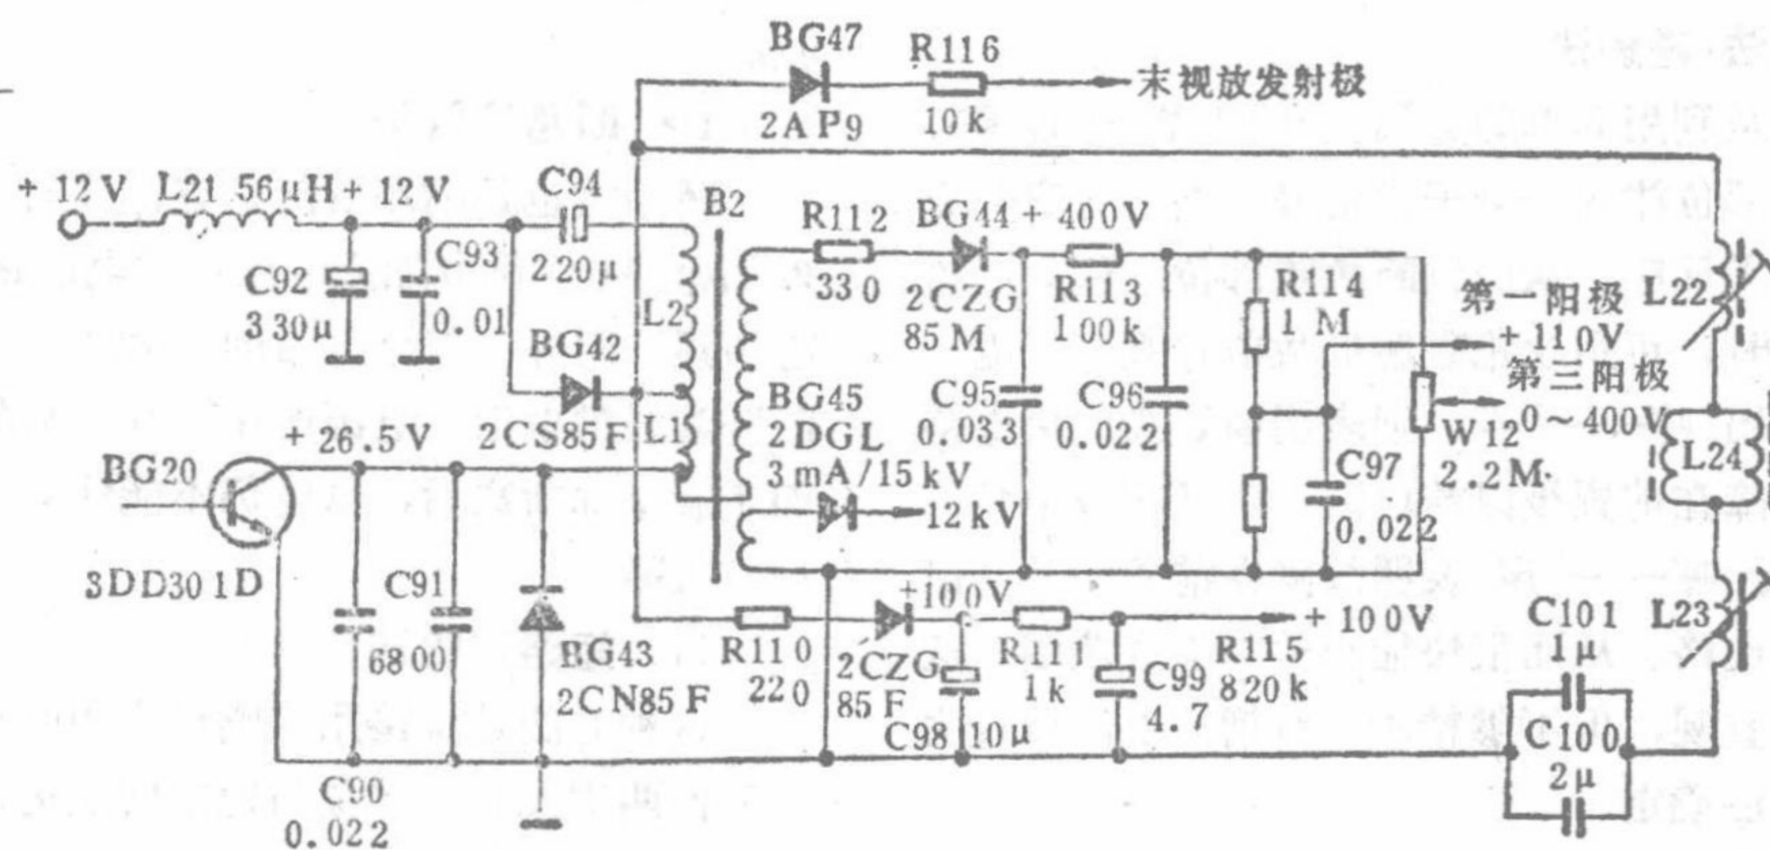 BG47
R116
末视放发射极
2AP9
10k
+12V
L21 56μH
+12V
C94
B2
R112
BG44
+400V
C93
220μ
C92
330μ
0.01
330
2CZG
85M
R113
100k
R114
1M
第一阳极
L22
+110V
L2
BG42
第三阳极
0~400V
BG45
2DGL
3mA/15kV
C95
0.033
C96
0.022
2CS85F
L1
+26.5V
W12
2.2M
L24
BG20
C97
0.022
12kV
3DD301D
C91
6800
+100V
+100V
C101
1μ
L23
BG43
2CN85F
R110
220
2CZG
85F
R111
1k
C99
4.7
R115
820k
C98
10μ
C100
2μ
C90
0.022